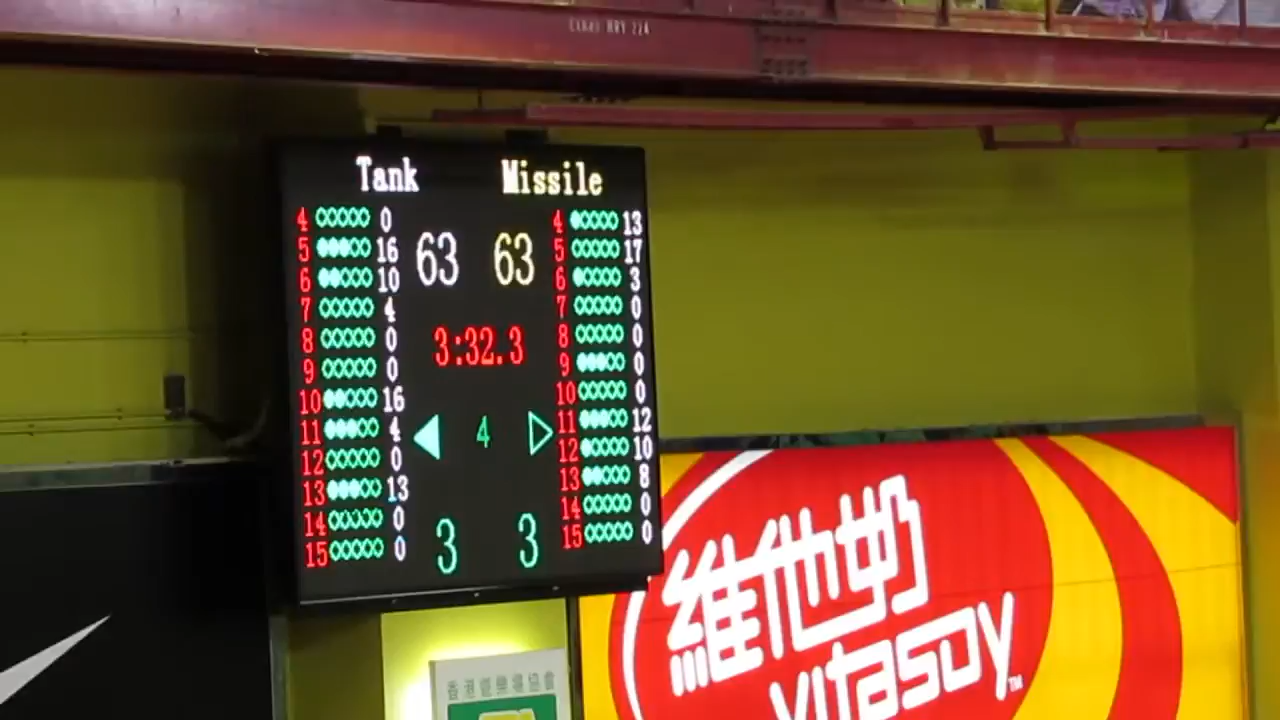 Tank Missile
4 0 4 13
5 16 63 63 5 17
6 10 6 3
7 4 7 0
8 0 3:32.3 8 0
9 0 9 0
10 16 10 0
11 4 4 11 12
12 0 12 10
13 13 13 8
14 0 14 0
15 0 3 3 15 0
維他奶
vitasoy™